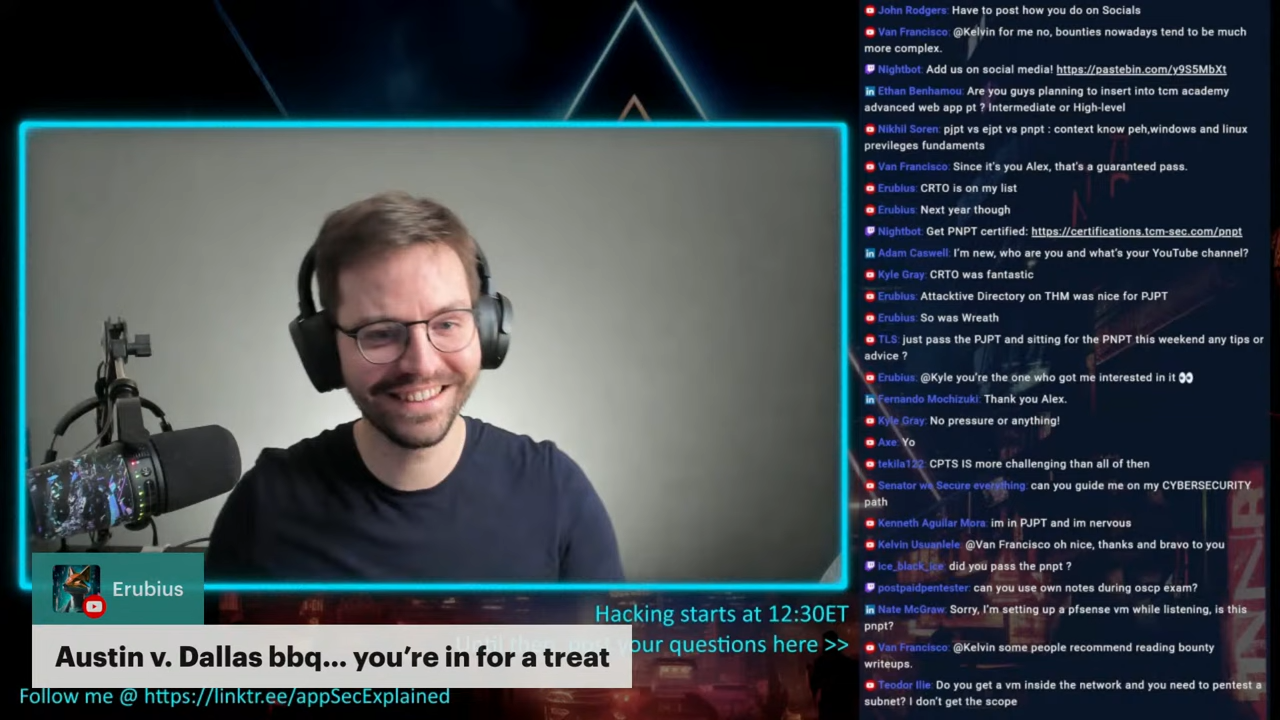 John Rodgers: Have to post how you do on Socials
Van Francisco: @Kelvin for me no, bounties nowadays tend to be much
more complex.
Nightbot: Add us on social media! https://pastebin.com/y9S5MbXt
Ethan Benhamou: Are you guys planning to insert into tcm academy
advanced web app pt ? Intermediate or High-level
Nikhil Soren: pjpt vs ejpt vs pnpt : context know peh,windows and linux
previleges fundaments
Van Francisco: Since it's you Alex, that's a guaranteed pass.
Erubius: CRTO is on my list
Erubius: Next year though
Nightbot: Get PNPT certified: https://certifications.tcm-sec.com/pnpt
Adam Caswell: I'm new, who are you and what's your YouTube channel?
Kyle Gray: CRTO was fantastic
Erubius: Attacktive Directory on THM was nice for PJPT
Erubius: So was Wreath
TLS: just pass the PJPT and sitting for the PNPT this weekend any tips or
advice ?
Erubius: @Kyle you're the one who got me interested in it 👀
Fernando Mochizuki: Thank you Alex.
Kyle Gray: No pressure or anything!
Axe: Yo
tekila122: CPTS IS more challenging than all of then
Senator we Secure everything: can you guide me on my CYBERSECURITY
path
Kenneth Aguilar Mora: im in PJPT and im nervous
Kelvin Usuanlele: @Van Francisco oh nice, thanks and bravo to you
ice_black_ice: did you pass the pnpt ?
postpaidpentester: can you use own notes during oscp exam?
Nate McGraw: Sorry, I'm setting up a pfsense vm while listening, is this
pnpt?
Van Francisco: @Kelvin some people recommend reading bounty
writeups.
Teodor Ilie: Do you get a vm inside the network and you need to pentest a
subnet? I don't get the scope
Erubius
Hacking starts at 12:30ET
your questions here >>
Austin v. Dallas bbq... you're in for a treat
Follow me @ https://linktr.ee/appSecExplained